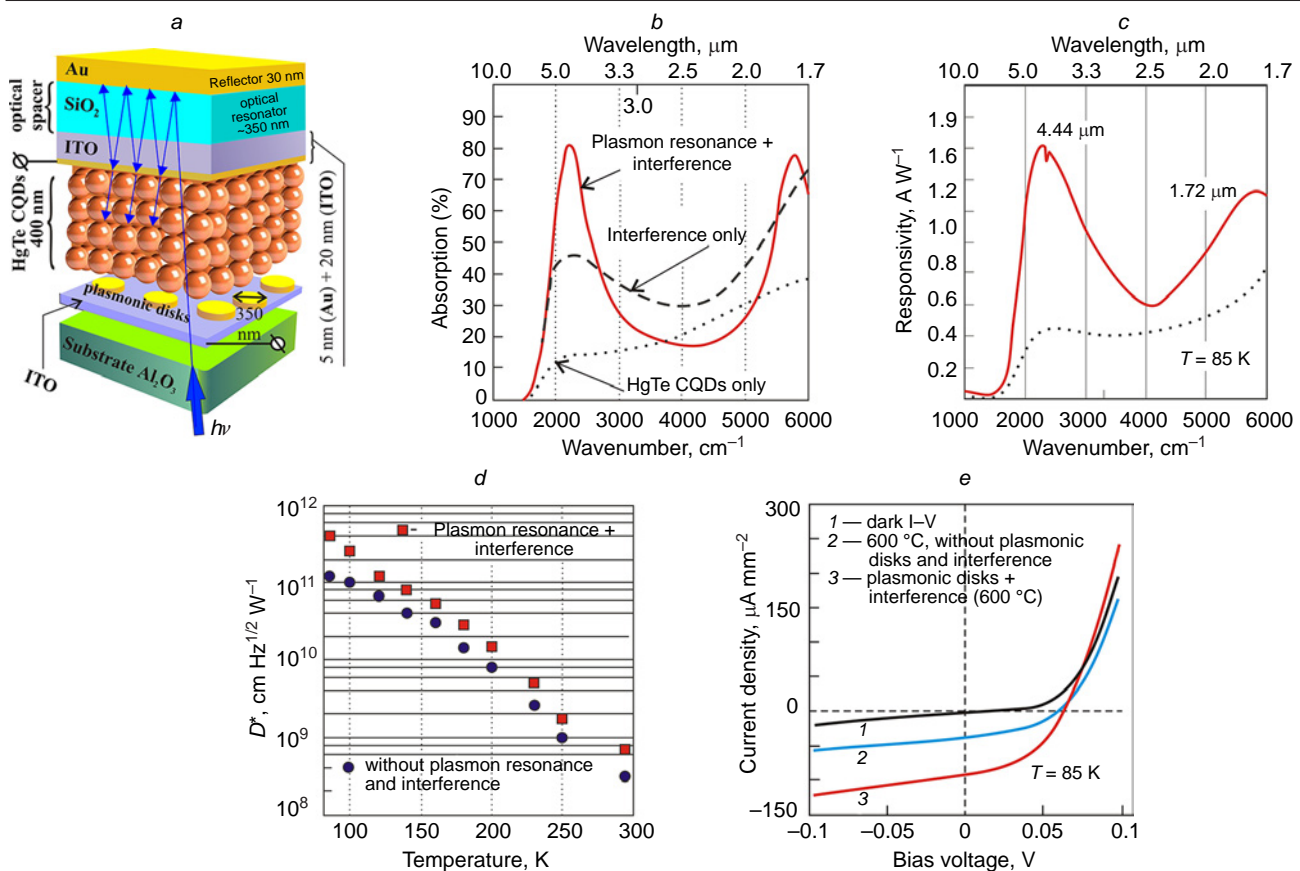 a
Au
Reflector 30 nm
optical
spacer
SiO₂
optical
resonator
~350 nm
ITO
HgTe CQDs
400 nm
5 nm (Au) + 20 nm (ITO)
plasmonic disks
350
nm
Substrate Al₂O₃
ITO
hν
b
Wavelength, μm
10.0 5.0 3.3 2.5 2.0 1.7
3.0
90
80
70
60
50
40
30
20
10
0
Absorption (%)
Plasmon resonance +
interference
Interference only
HgTe CQDs only
1000 2000 3000 4000 5000 6000
Wavenumber, cm⁻¹
c
Wavelength, μm
10.0 5.0 3.3 2.5 2.0 1.7
1.9
1.6
1.2
1.0
0.8
0.6
0.4
0.2
Responsivity, A W⁻¹
4.44 μm
1.72 μm
T = 85 K
1000 2000 3000 4000 5000 6000
Wavenumber, cm⁻¹
d
10¹²
10¹¹
10¹⁰
10⁹
10⁸
D*, cm Hz¹/² W⁻¹
- Plasmon resonance +
interference
without plasmon resonance
and interference
100 150 200 250 300
Temperature, K
e
300
150
0
–150
Current density, μA mm⁻²
1 — dark I–V
2 — 600 °C, without plasmonic
disks and interference
3 — plasmonic disks +
interference (600 °C)
1
2
3
T = 85 K
–0.1 –0.05 0 0.05 0.1
Bias voltage, V